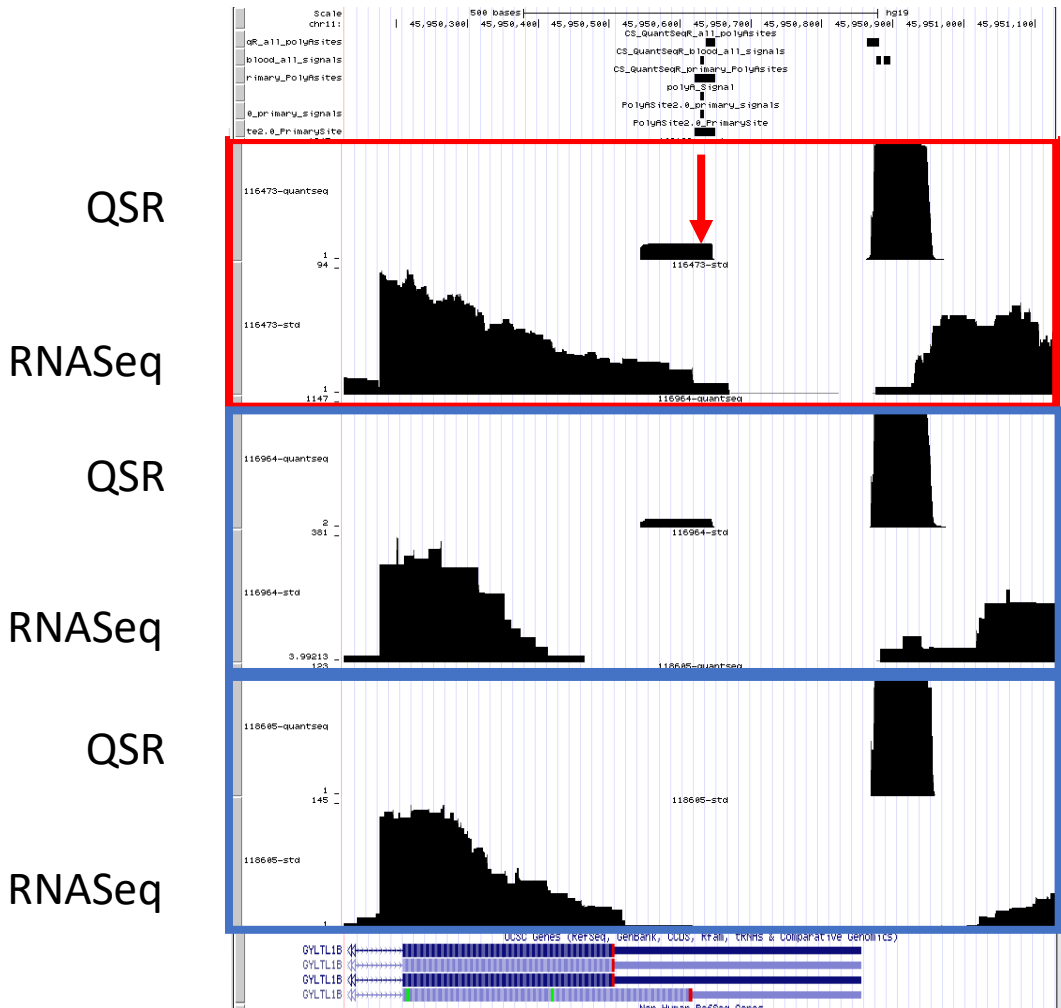 Scale 500 bases hg19
chr11: 45,950,300 45,950,400 45,950,500 45,950,600 45,950,700 45,950,800 45,950,900 45,951,000 45,951,100
CS_QuantSeqR_all_polyAsites
qR_all_polyAsites
CS_QuantSeqR_blood_all_signals
blood_all_signals
CS_QuantSeqR_primary_PolyAsites
rimary_PolyAsites
polyA_Signal
PolyASite2.0_primary_signals
0_primary_signals
PolyASite2.0_PrimarySite
te2.0_PrimarySite
QSR
116473-quantseq
1 _
94 _ 116473-std
RNASeq
116473-std
1 _
1147 _ 116964-quantseq
QSR
116964-quantseq
2 _
381 _ 116964-std
RNASeq
116964-std
3.99213 _
123 118605-quantseq
QSR
118605-quantseq
1 _
145 _ 118605-std
RNASeq
118605-std
1
UCSC Genes (RefSeq, GenBank, CCDS, Rfam, tRNAs & Comparative Genomics)
GYLTL1B
GYLTL1B
GYLTL1B
GYLTL1B
Non-Human RefSeq Genes